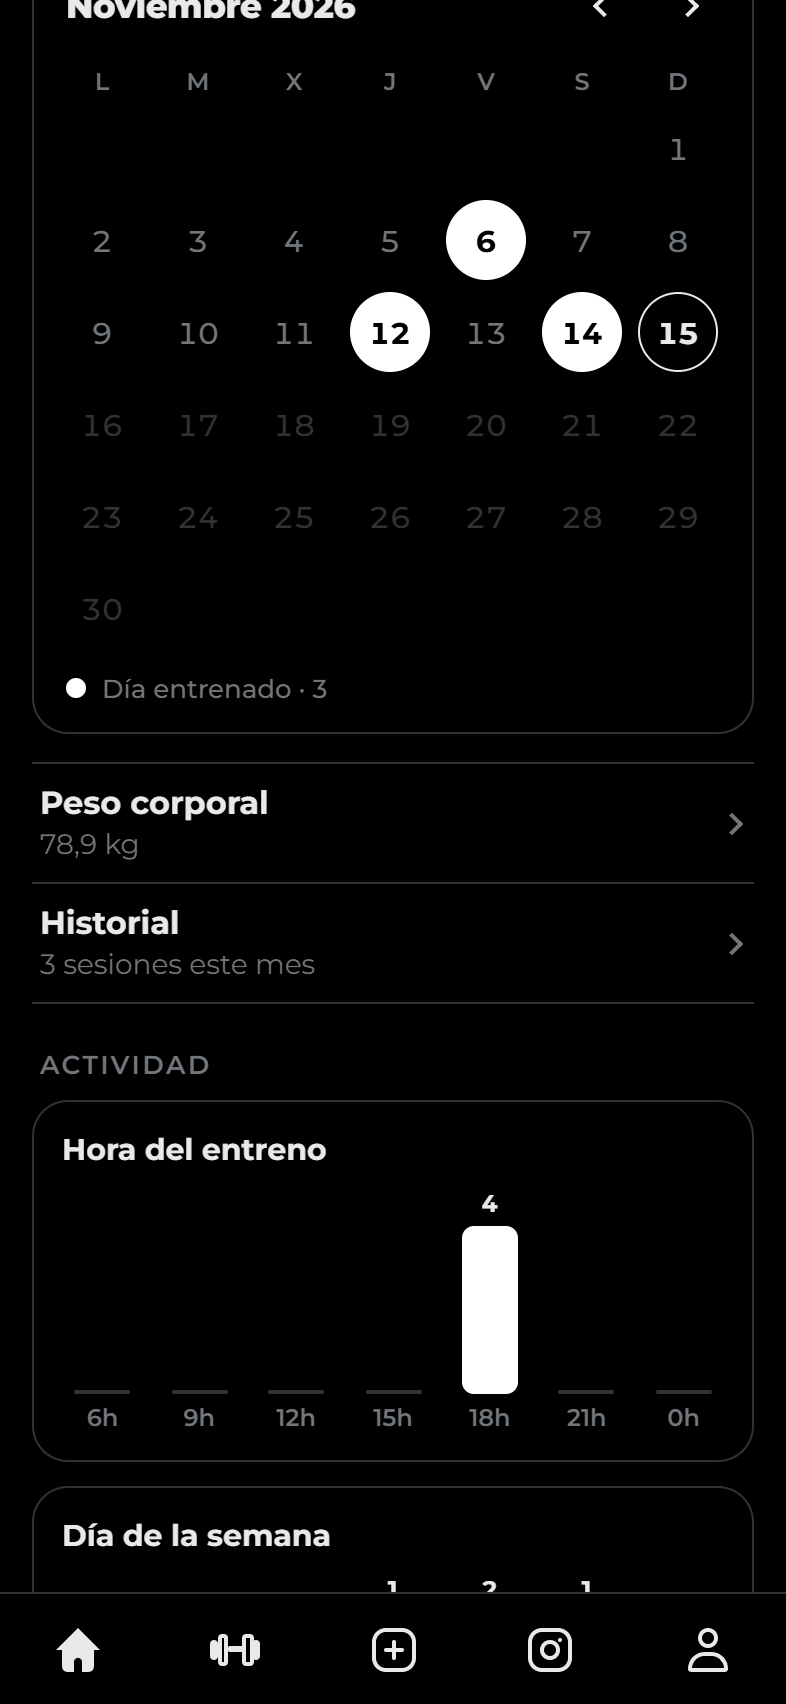 Noviembre 2026
L M X J V S D
1
2 3 4 5 6 7 8
9 10 11 12 13 14 15
16 17 18 19 20 21 22
23 24 25 26 27 28 29
30
Día entrenado · 3
Peso corporal
78,9 kg
Historial
3 sesiones este mes
ACTIVIDAD
Hora del entreno
4
6h 9h 12h 15h 18h 21h 0h
Día de la semana
1 2 1